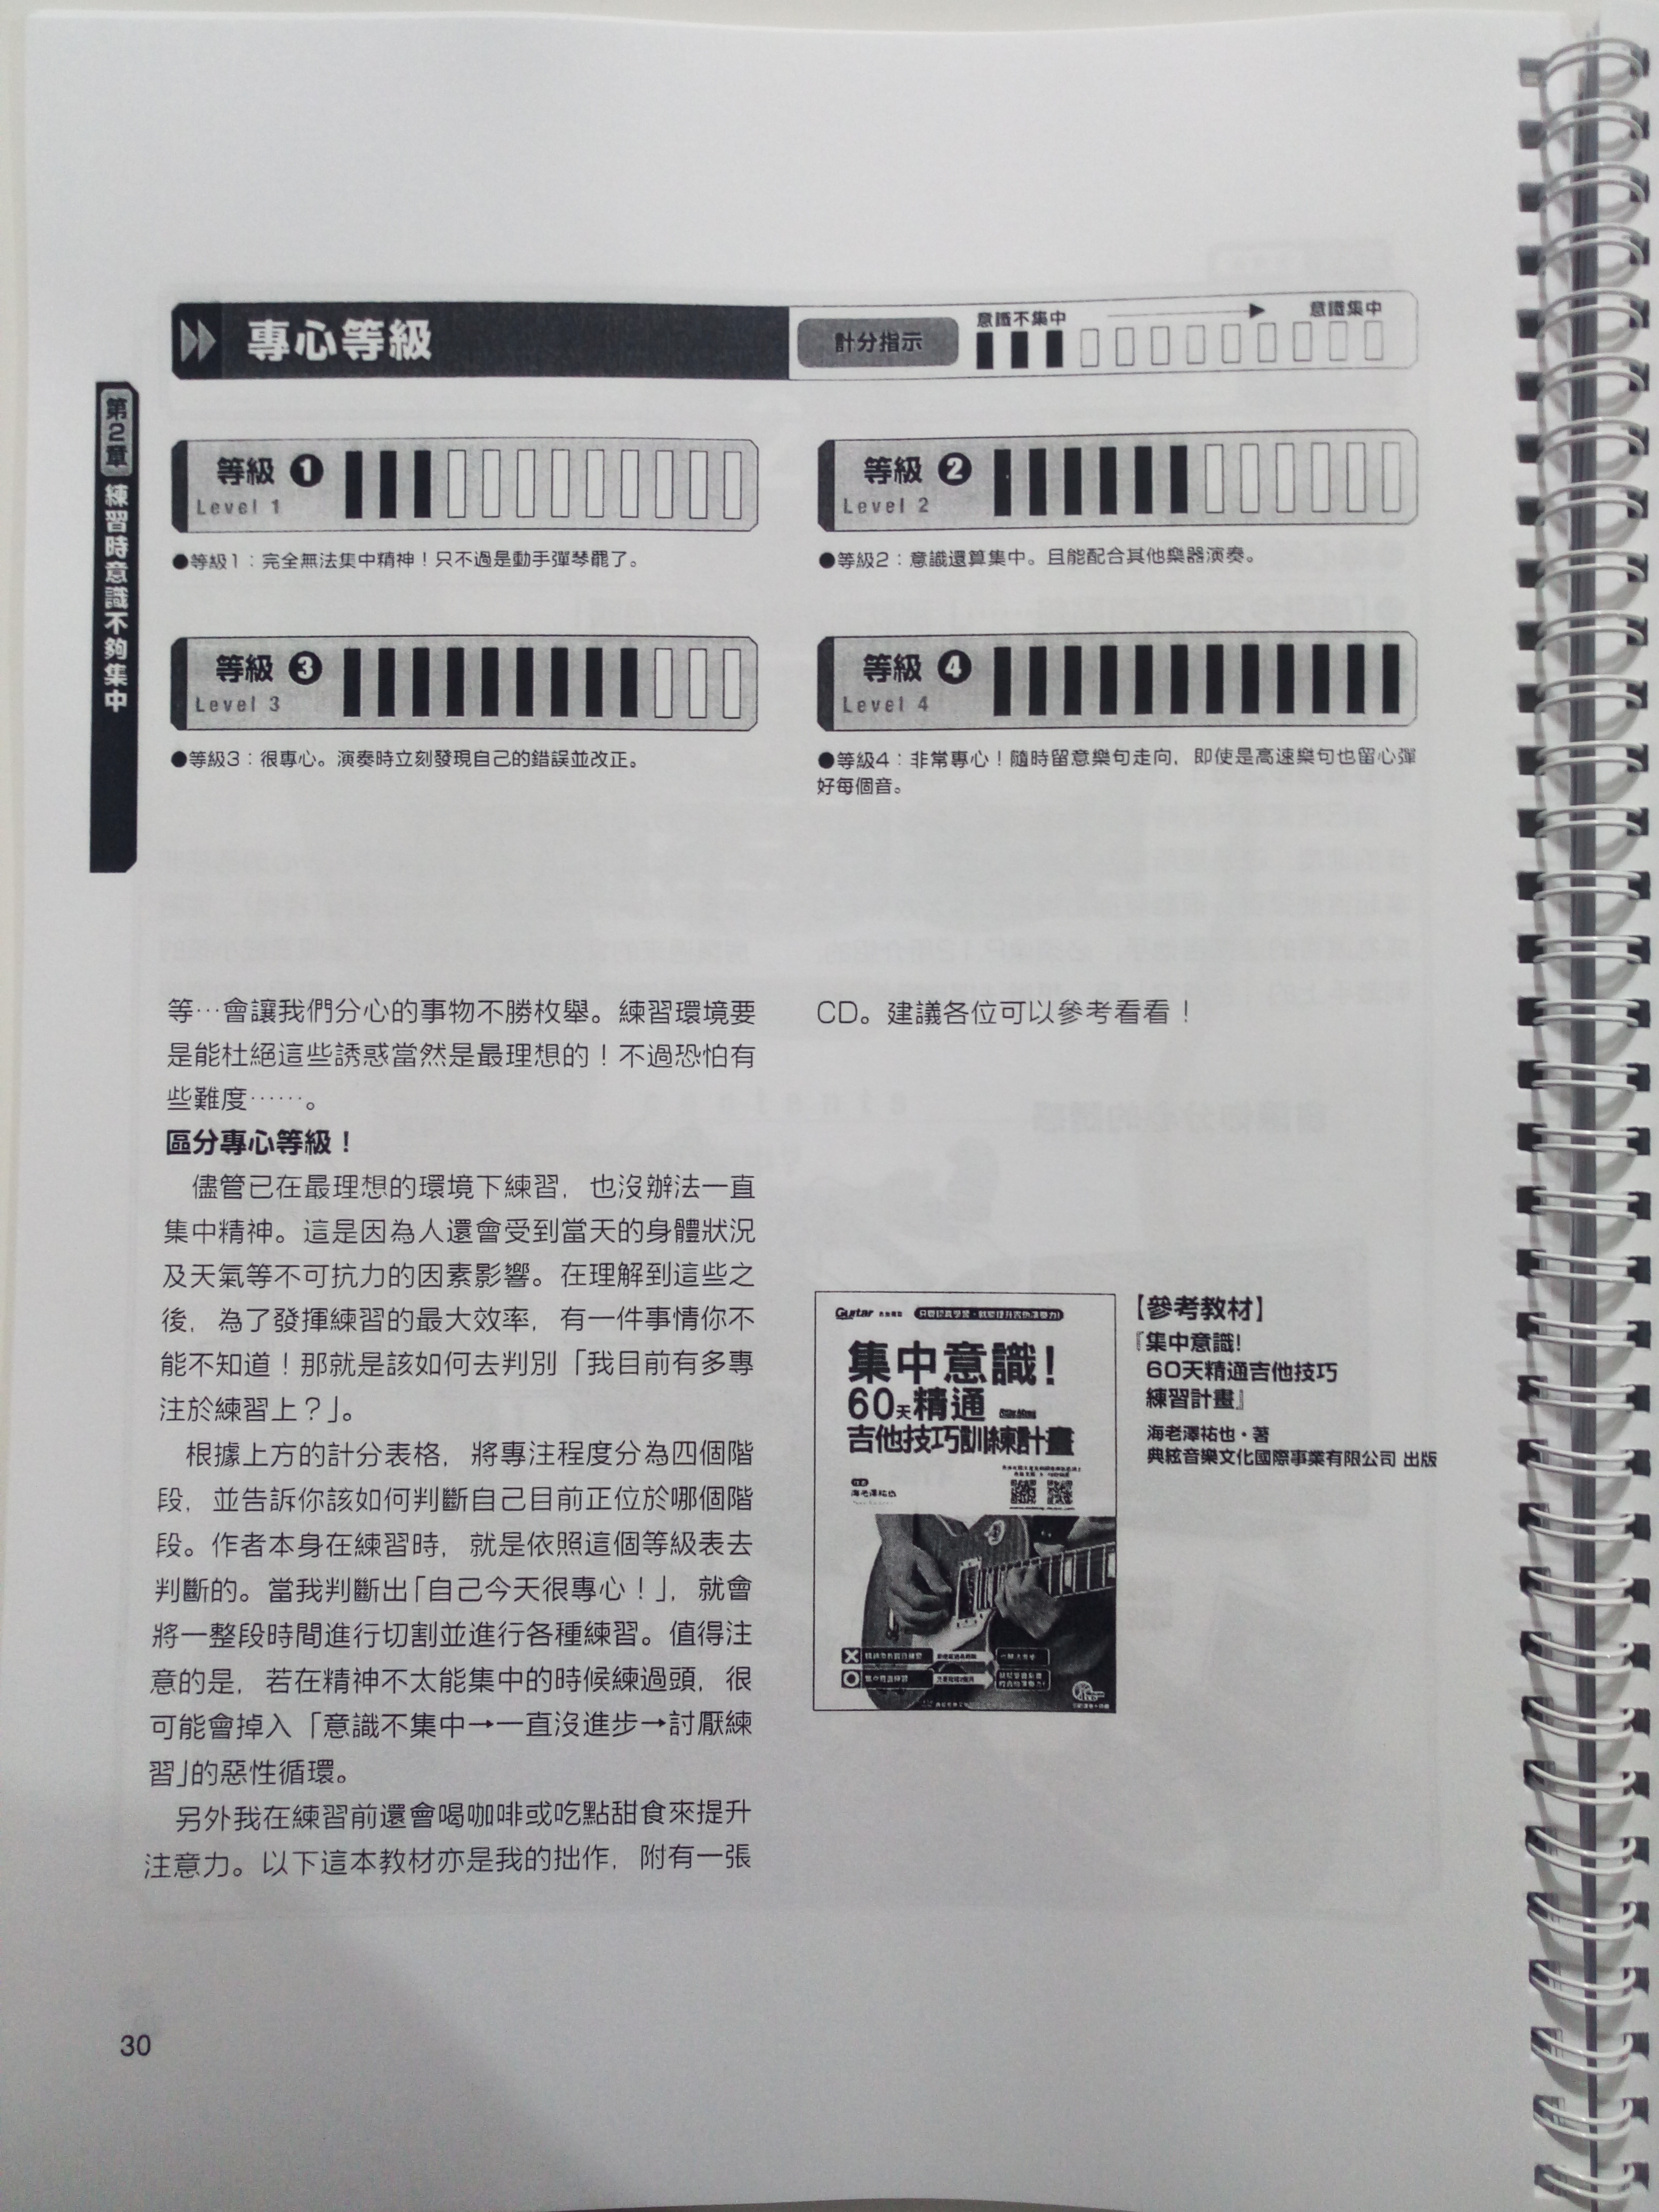 專心等級
計分指示
意識不集中
意識集中
第2章 練習時意識不夠集中
等級 1
Level 1
等級 2
Level 2
●等級1：完全無法集中精神！只不過是動手彈琴罷了。
●等級2：意識還算集中。且能配合其他樂器演奏。
等級 3
Level 3
等級 4
Level 4
●等級3：很專心。演奏時立刻發現自己的錯誤並改正。
●等級4：非常專心！隨時留意樂句走向，即使是高速樂句也留心彈
好每個音。
等…會讓我們分心的事物不勝枚舉。練習環境要
是能杜絕這些誘惑當然是最理想的！不過恐怕有
些難度……。
區分專心等級！
儘管已在最理想的環境下練習，也沒辦法一直
集中精神。這是因為人還會受到當天的身體狀況
及天氣等不可抗力的因素影響。在理解到這些之
後，為了發揮練習的最大效率，有一件事情你不
能不知道！那就是該如何去判別「我目前有多專
注於練習上？」。
根據上方的計分表格，將專注程度分為四個階
段，並告訴你該如何判斷自己目前正位於哪個階
段。作者本身在練習時，就是依照這個等級表去
判斷的。當我判斷出「自己今天很專心！」，就會
將一整段時間進行切割並進行各種練習。值得注
意的是，若在精神不太能集中的時候練過頭，很
可能會掉入「意識不集中→一直沒進步→討厭練
習」的惡性循環。
另外我在練習前還會喝咖啡或吃點甜食來提升
注意力。以下這本教材亦是我的拙作，附有一張
CD。建議各位可以參考看看！
Guitar
集中意識！
60天精通
吉他技巧訓練計畫
海老澤祐也
【參考教材】
『集中意識!
60天精通吉他技巧
練習計畫』
海老澤祐也・著
典絃音樂文化國際事業有限公司 出版
30